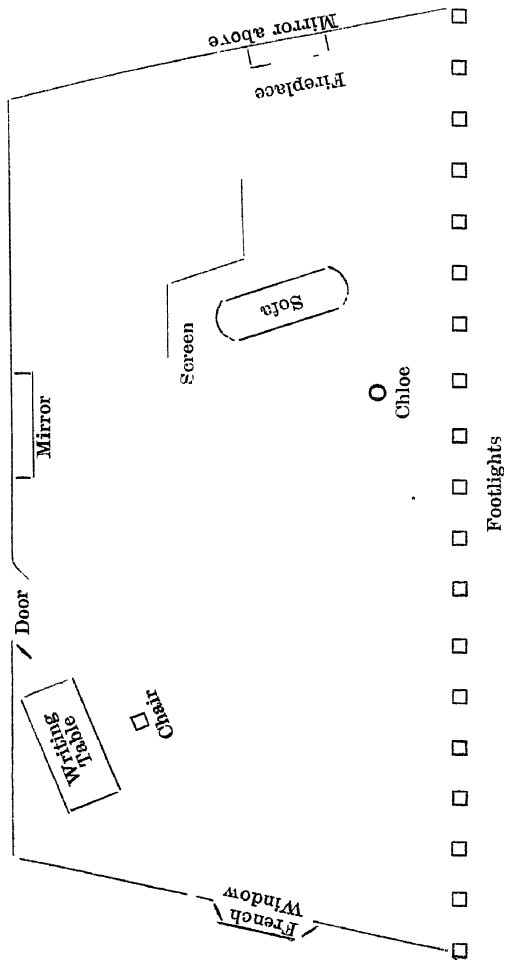 Mirror above
Fireplace
Sofa
Screen
Mirror
Chloe
Footlights
Door
Writing
Table
Chair
French
Window